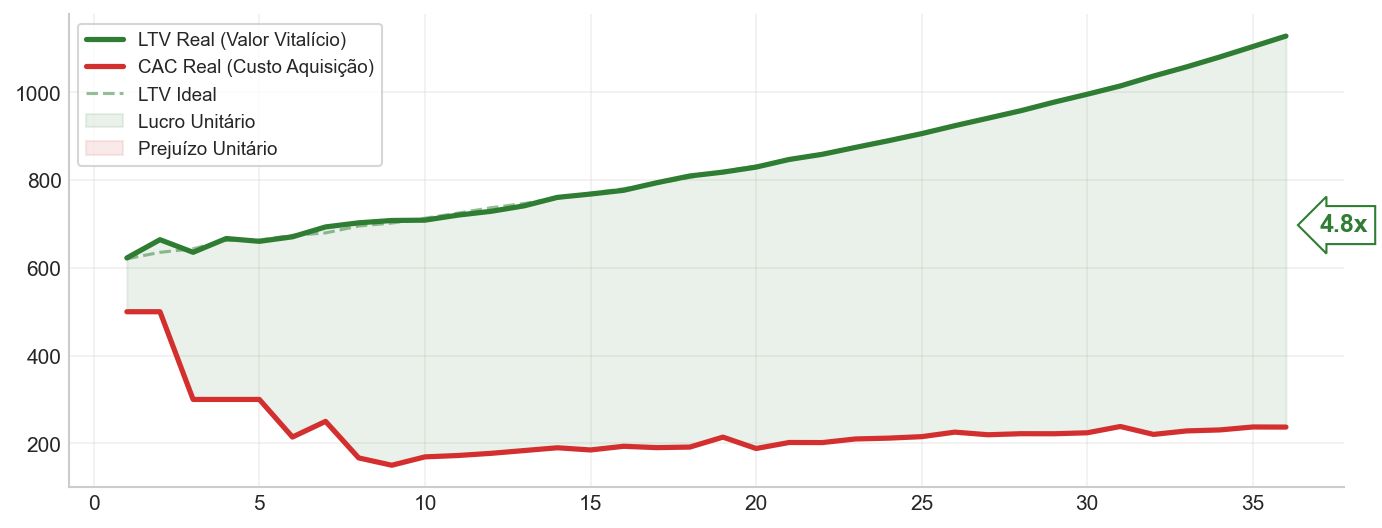 LTV Real (Valor Vitalício)
CAC Real (Custo Aquisição)
LTV Ideal
Lucro Unitário
Prejuízo Unitário
1000
800
600
400
200
4.8x
0 5 10 15 20 25 30 35